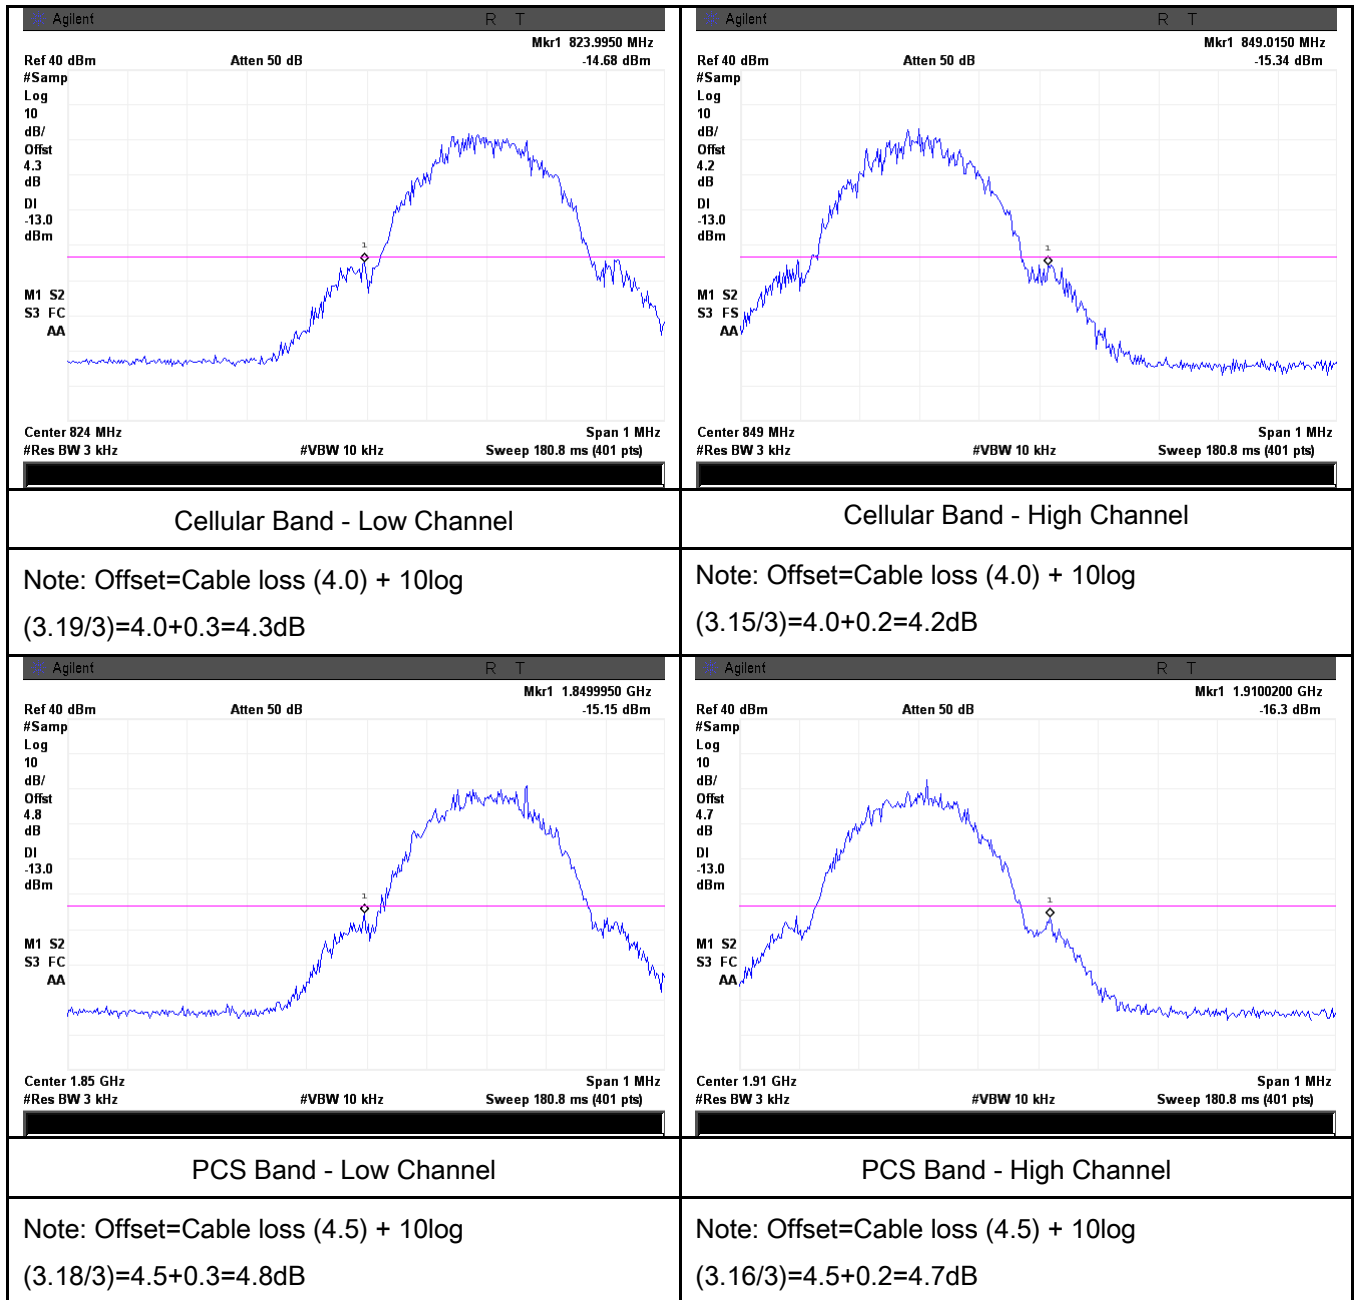 Agilent R T
Mkr1 823.9950 MHz
Ref 40 dBm Atten 50 dB -14.68 dBm
#Samp
Log
10
dB/
Offst
4.3
dB
DI
-13.0
dBm
1
M1 S2
S3 FC
AA
Center 824 MHz Span 1 MHz
#Res BW 3 kHz #VBW 10 kHz Sweep 180.8 ms (401 pts)
Agilent R T
Mkr1 849.0150 MHz
Ref 40 dBm Atten 50 dB -15.34 dBm
#Samp
Log
10
dB/
Offst
4.2
dB
DI
-13.0
dBm
1
M1 S2
S3 FS
AA
Center 849 MHz Span 1 MHz
#Res BW 3 kHz #VBW 10 kHz Sweep 180.8 ms (401 pts)
Cellular Band - Low Channel
Cellular Band - High Channel
Note: Offset=Cable loss (4.0) + 10log
(3.19/3)=4.0+0.3=4.3dB
Note: Offset=Cable loss (4.0) + 10log
(3.15/3)=4.0+0.2=4.2dB
Agilent R T
Mkr1 1.8499950 GHz
Ref 40 dBm Atten 50 dB -15.15 dBm
#Samp
Log
10
dB/
Offst
4.8
dB
DI
-13.0
dBm
1
M1 S2
S3 FC
AA
Center 1.85 GHz Span 1 MHz
#Res BW 3 kHz #VBW 10 kHz Sweep 180.8 ms (401 pts)
Agilent R T
Mkr1 1.9100200 GHz
Ref 40 dBm Atten 50 dB -16.3 dBm
#Samp
Log
10
dB/
Offst
4.7
dB
DI
-13.0
dBm
1
M1 S2
S3 FC
AA
Center 1.91 GHz Span 1 MHz
#Res BW 3 kHz #VBW 10 kHz Sweep 180.8 ms (401 pts)
PCS Band - Low Channel
PCS Band - High Channel
Note: Offset=Cable loss (4.5) + 10log
(3.18/3)=4.5+0.3=4.8dB
Note: Offset=Cable loss (4.5) + 10log
(3.16/3)=4.5+0.2=4.7dB